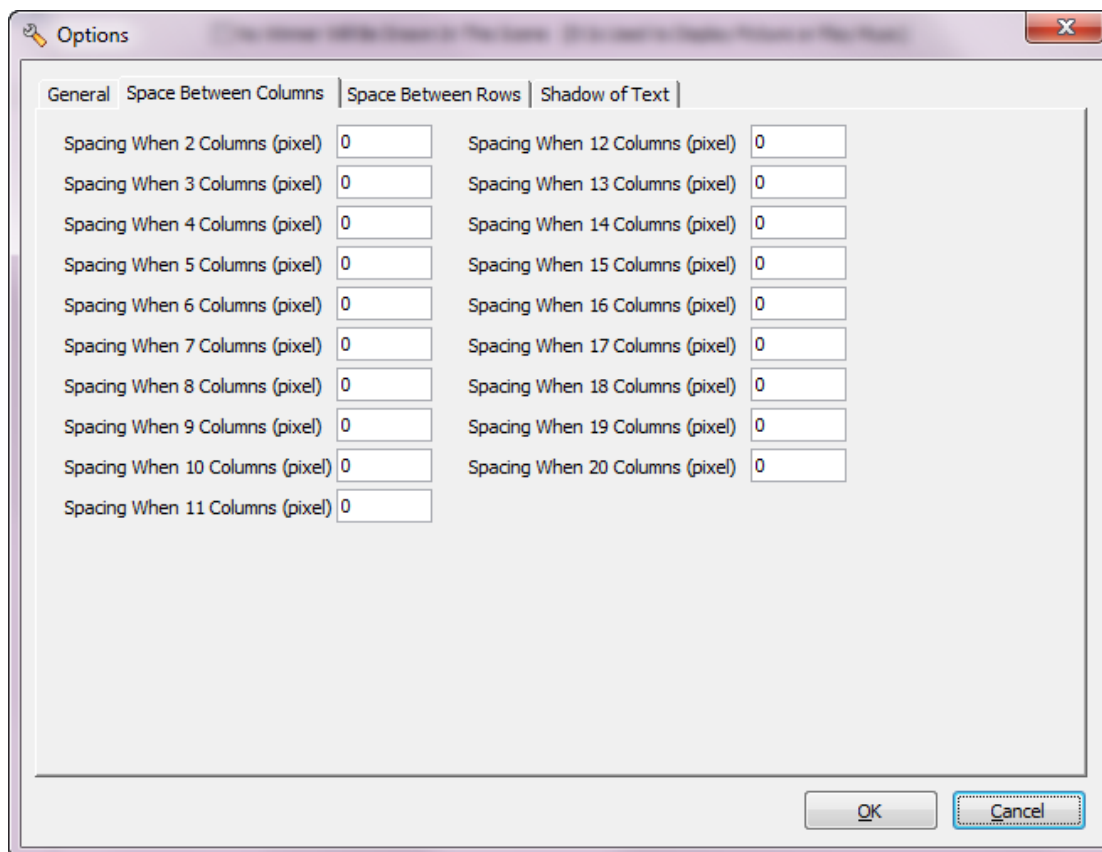 Options
General Space Between Columns Space Between Rows Shadow of Text
Spacing When 2 Columns (pixel) 0 Spacing When 12 Columns (pixel) 0
Spacing When 3 Columns (pixel) 0 Spacing When 13 Columns (pixel) 0
Spacing When 4 Columns (pixel) 0 Spacing When 14 Columns (pixel) 0
Spacing When 5 Columns (pixel) 0 Spacing When 15 Columns (pixel) 0
Spacing When 6 Columns (pixel) 0 Spacing When 16 Columns (pixel) 0
Spacing When 7 Columns (pixel) 0 Spacing When 17 Columns (pixel) 0
Spacing When 8 Columns (pixel) 0 Spacing When 18 Columns (pixel) 0
Spacing When 9 Columns (pixel) 0 Spacing When 19 Columns (pixel) 0
Spacing When 10 Columns (pixel) 0 Spacing When 20 Columns (pixel) 0
Spacing When 11 Columns (pixel) 0
OK Cancel